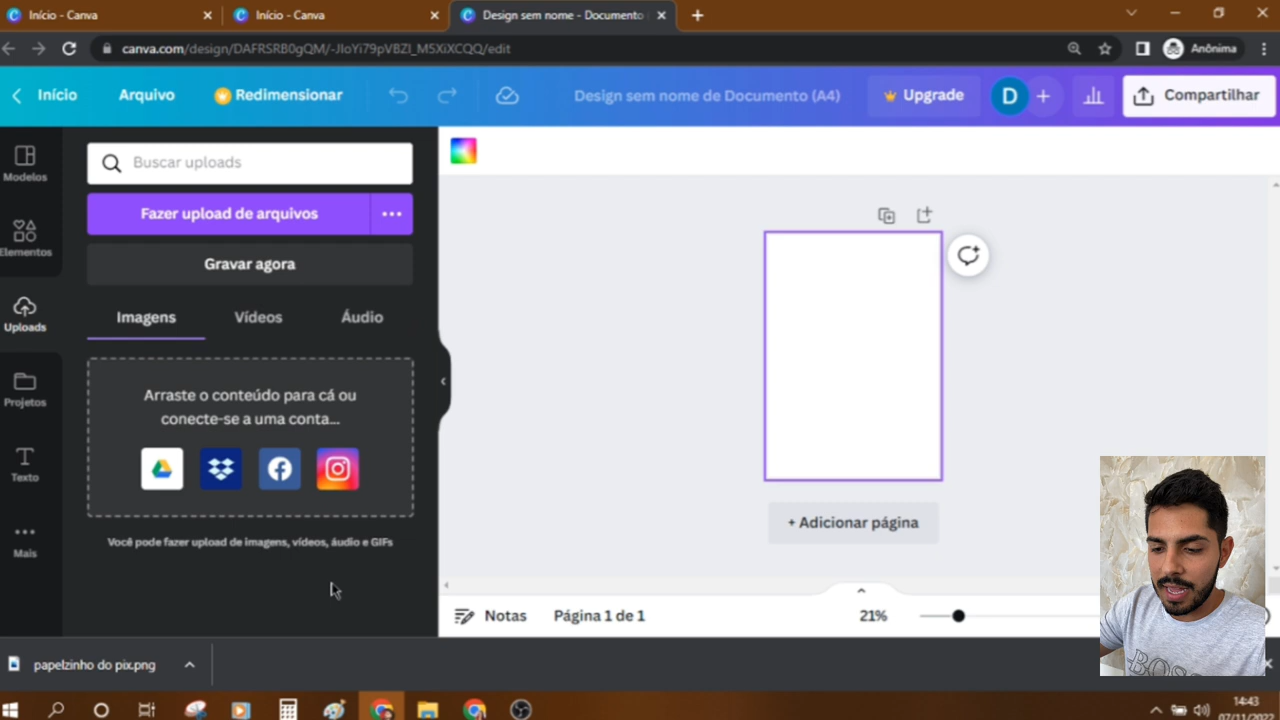 Início - Canva
Início - Canva
Design sem nome - Documento
canva.com/design/DAFRSRB0gQM/-JIoYi79pVBZI_M5XiXCQQ/edit
Anônima
Início
Arquivo
Redimensionar
Design sem nome de Documento (A4)
Upgrade
D
Compartilhar
Modelos
Elementos
Uploads
Projetos
Texto
Mais
Buscar uploads
Fazer upload de arquivos
Gravar agora
Imagens
Vídeos
Áudio
Arraste o conteúdo para cá ou
conecte-se a uma conta...
Você pode fazer upload de imagens, vídeos, áudio e GIFs
+ Adicionar página
Notas
Página 1 de 1
21%
papelzinho do pix.png
BOSS
14:43
07/11/2022